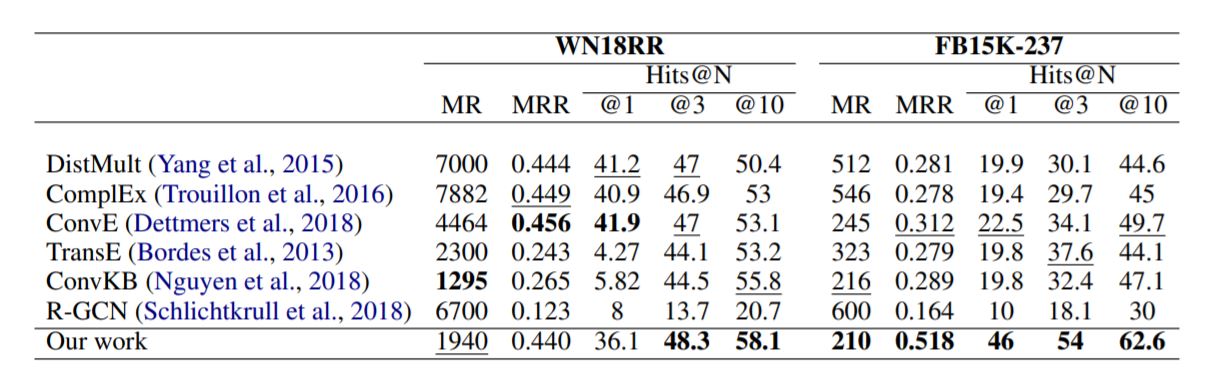 WN18RR FB15K-237
Hits@N Hits@N
MR MRR @1 @3 @10 MR MRR @1 @3 @10
DistMult (Yang et al., 2015) 7000 0.444 41.2 47 50.4 512 0.281 19.9 30.1 44.6
ComplEx (Trouillon et al., 2016) 7882 0.449 40.9 46.9 53 546 0.278 19.4 29.7 45
ConvE (Dettmers et al., 2018) 4464 0.456 41.9 47 53.1 245 0.312 22.5 34.1 49.7
TransE (Bordes et al., 2013) 2300 0.243 4.27 44.1 53.2 323 0.279 19.8 37.6 44.1
ConvKB (Nguyen et al., 2018) 1295 0.265 5.82 44.5 55.8 216 0.289 19.8 32.4 47.1
R-GCN (Schlichtkrull et al., 2018) 6700 0.123 8 13.7 20.7 600 0.164 10 18.1 30
Our work 1940 0.440 36.1 48.3 58.1 210 0.518 46 54 62.6